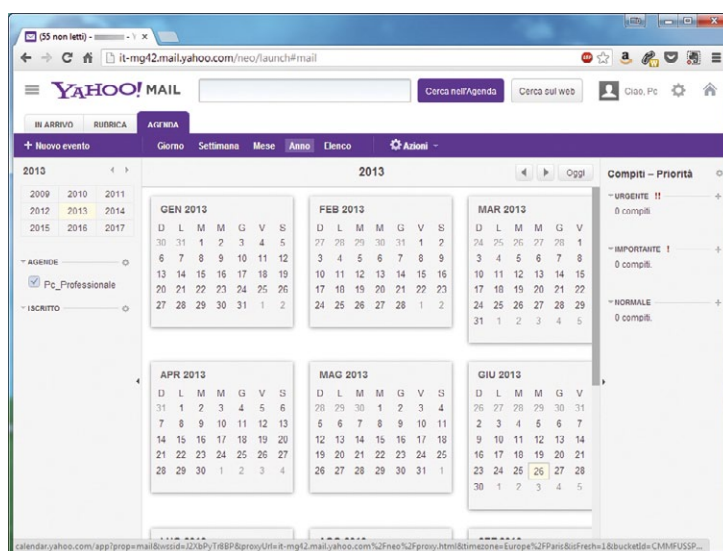 (55 non letti) -
it-mg42.mail.yahoo.com/neo/launch#mail
YAHOO! MAIL
Cerca nell'Agenda
Cerca sul web
Ciao, Pc
IN ARRIVO RUBRICA AGENDA
+ Nuovo evento
Giorno Settimana Mese Anno Elenco Azioni
2013
2009 2010 2011
2012 2013 2014
2015 2016 2017
AGENDE
Pc_Professionale
ISCRITTO
2013
Oggi
GEN 2013
D L M M G V S
30 31 1 2 3 4 5
6 7 8 9 10 11 12
13 14 15 16 17 18 19
20 21 22 23 24 25 26
27 28 29 30 31 1 2
FEB 2013
D L M M G V S
27 28 29 30 31 1 2
3 4 5 6 7 8 9
10 11 12 13 14 15 16
17 18 19 20 21 22 23
24 25 26 27 28 1 2
MAR 2013
D L M M G V
24 25 26 27 28 1
3 4 5 6 7 8
10 11 12 13 14 15
17 18 19 20 21 22
24 25 26 27 28 29
31 1 2 3 4 5
APR 2013
D L M M G V S
31 1 2 3 4 5 6
7 8 9 10 11 12 13
14 15 16 17 18 19 20
21 22 23 24 25 26 27
28 29 30 1 2 3 4
MAG 2013
D L M M G V S
28 29 30 1 2 3 4
5 6 7 8 9 10 11
12 13 14 15 16 17 18
19 20 21 22 23 24 25
26 27 28 29 30 31 1
GIU 2013
D L M M G V
26 27 28 29 30 31
2 3 4 5 6 7
9 10 11 12 13 14
16 17 18 19 20 21
23 24 25 26 27 28
30 1 2 3 4 5
Compiti – Priorità
URGENTE !!
0 compiti.
IMPORTANTE !
0 compiti.
NORMALE
0 compiti.